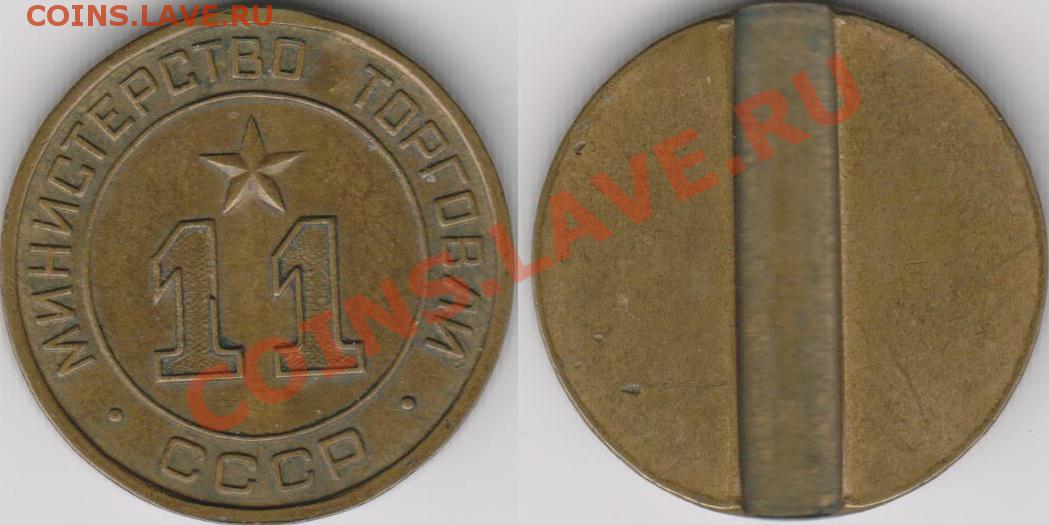 COINS.LAVE.RU
МИНИСТЕРСТВО ТОРГОВЛИ
11
• СССР •
COINS.LAVE.RU